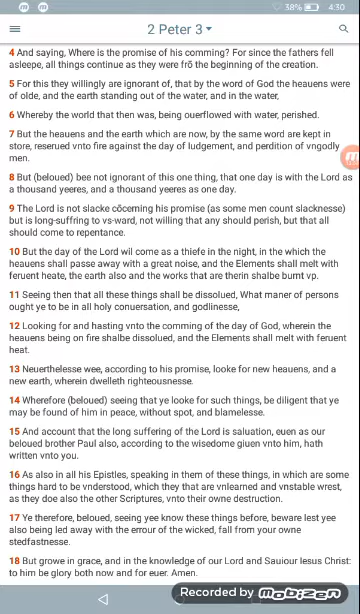 38% 4:30
2 Peter 3
4 And saying, Where is the promise of his comming? For since the fathers fell
asleepe, all things continue as they were frō the beginning of the creation.
5 For this they willingly are ignorant of, that by the word of God the heauens were
of olde, and the earth standing out of the water, and in the water,
6 Whereby the world that then was, being ouerflowed with water, perished.
7 But the heauens and the earth which are now, by the same word are kept in
store, reserued vnto fire against the day of Iudgement, and perdition of vngodly
men.
8 But (beloued) bee not ignorant of this one thing, that one day is with the Lord as
a thousand yeeres, and a thousand yeeres as one day.
9 The Lord is not slacke cōcerning his promise (as some men count slacknesse)
but is long-suffring to vs-ward, not willing that any should perish, but that all
should come to repentance.
10 But the day of the Lord wil come as a thiefe in the night, in the which the
heauens shall passe away with a great noise, and the Elements shall melt with
feruent heate, the earth also and the works that are therin shalbe burnt vp.
11 Seeing then that all these things shall be dissolued, What maner of persons
ought ye to be in all holy conuersation, and godlinesse,
12 Looking for and hasting vnto the comming of the day of God, wherein the
heauens being on fire shalbe dissolued, and the Elements shall melt with feruent
heat.
13 Neuerthelesse wee, according to his promise, looke for new heauens, and a
new earth, wherein dwelleth righteousnesse.
14 Wherefore (beloued) seeing that ye looke for such things, be diligent that ye
may be found of him in peace, without spot, and blamelesse.
15 And account that the long suffering of the Lord is saluation, euen as our
beloued brother Paul also, according to the wisedome giuen vnto him, hath
written vnto you.
16 As also in all his Epistles, speaking in them of these things, in which are some
things hard to be vnderstood, which they that are vnlearned and vnstable wrest,
as they doe also the other Scriptures, vnto their owne destruction.
17 Ye therefore, beloued, seeing yee know these things before, beware lest yee
also being led away with the errour of the wicked, fall from your owne
stedfastnesse.
18 But growe in grace, and in the knowledge of our Lord and Sauiour Iesus Christ:
to him be glory both now and for euer. Amen.
Recorded by Mobizen